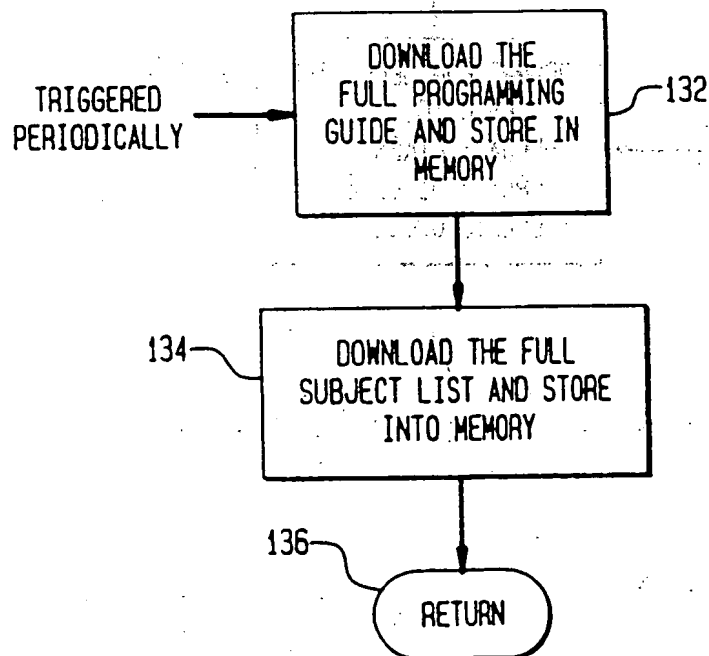 TRIGGERED
PERIODICALLY
DOWNLOAD THE
FULL PROGRAMMING
GUIDE AND STORE IN
MEMORY
132
134
DOWNLOAD THE FULL
SUBJECT LIST AND STORE
INTO MEMORY
136
RETURN